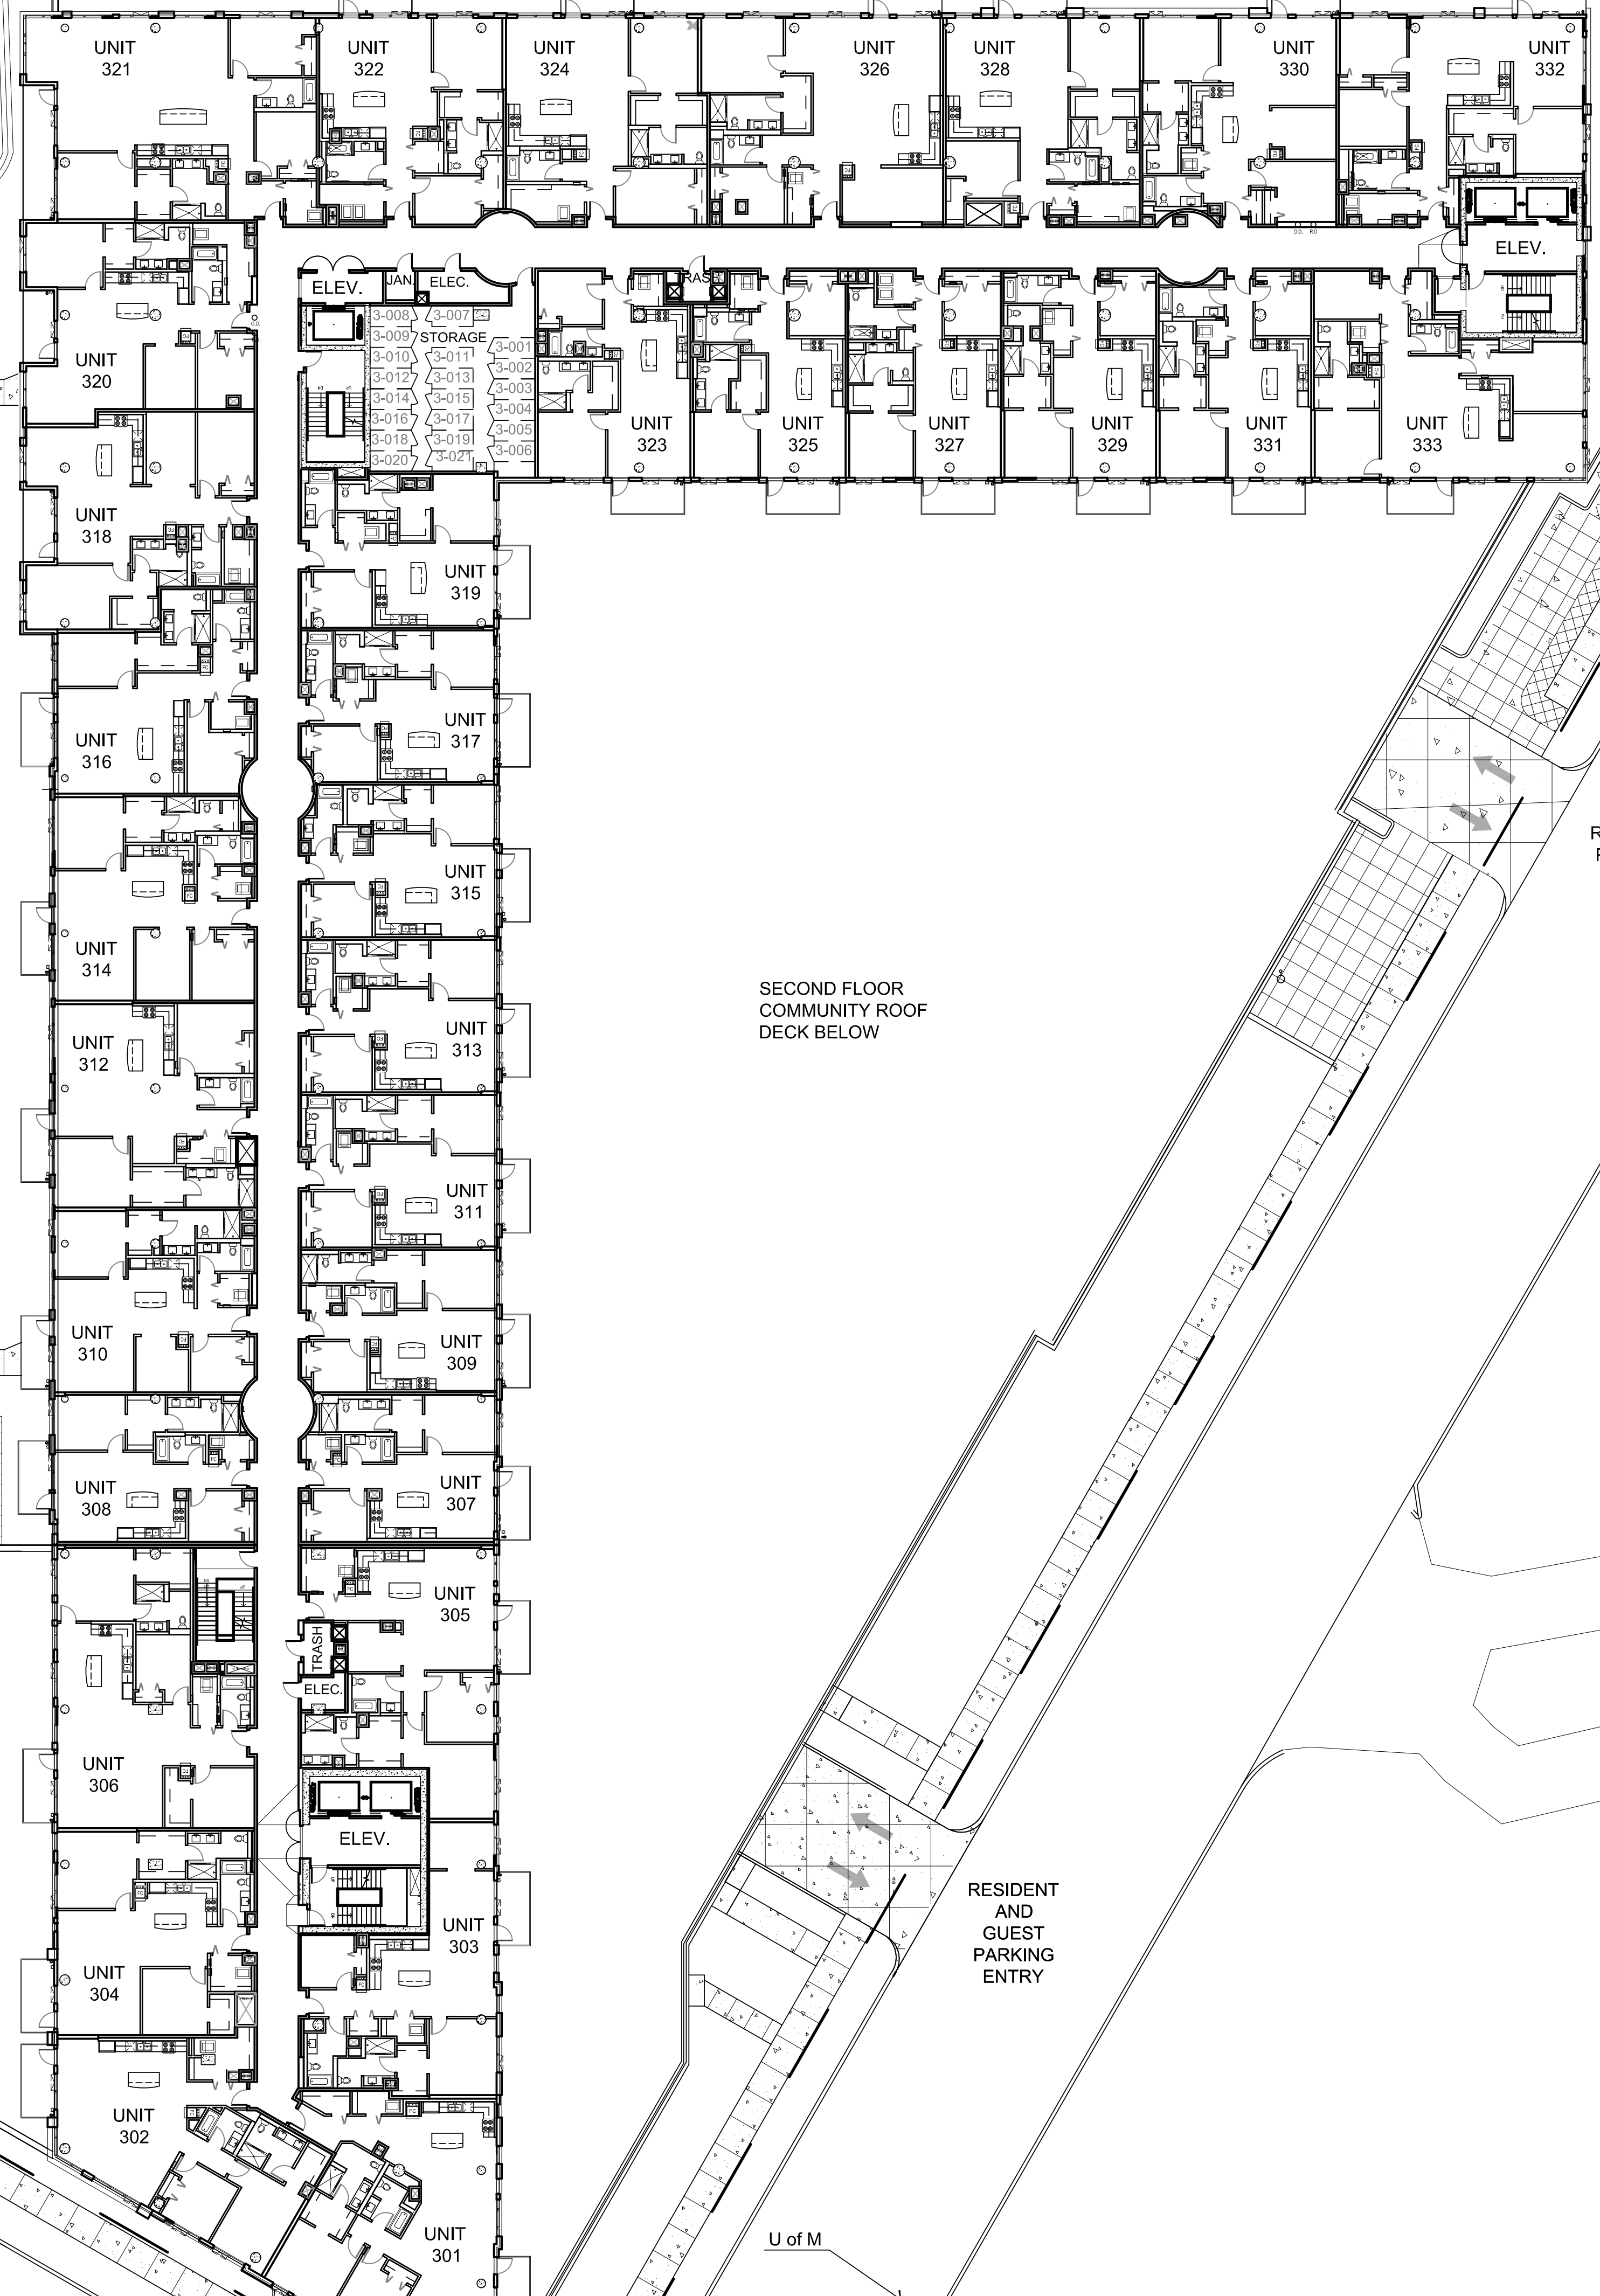 UNIT
321
UNIT
322
UNIT
324
UNIT
326
UNIT
328
UNIT
330
UNIT
332
ELEV.
ELEV.
JAN.
ELEC.
TRASH
O.D.
R.O.
3-008
3-007
3-009
STORAGE
3-001
3-010
3-011
3-002
3-012
3-013
3-003
3-014
3-015
3-004
3-016
3-017
3-005
3-018
3-019
3-006
3-020
3-021
UNIT
320
UNIT
323
UNIT
325
UNIT
327
UNIT
329
UNIT
331
UNIT
333
UNIT
318
UNIT
319
UNIT
316
UNIT
317
UNIT
314
UNIT
315
UNIT
312
UNIT
313
SECOND FLOOR
COMMUNITY ROOF
DECK BELOW
UNIT
311
UNIT
310
UNIT
309
UNIT
308
UNIT
307
UNIT
305
TRASH
ELEC.
UNIT
306
ELEV.
UNIT
304
UNIT
303
RESIDENT
AND
GUEST
PARKING
ENTRY
UNIT
302
UNIT
301
U of M